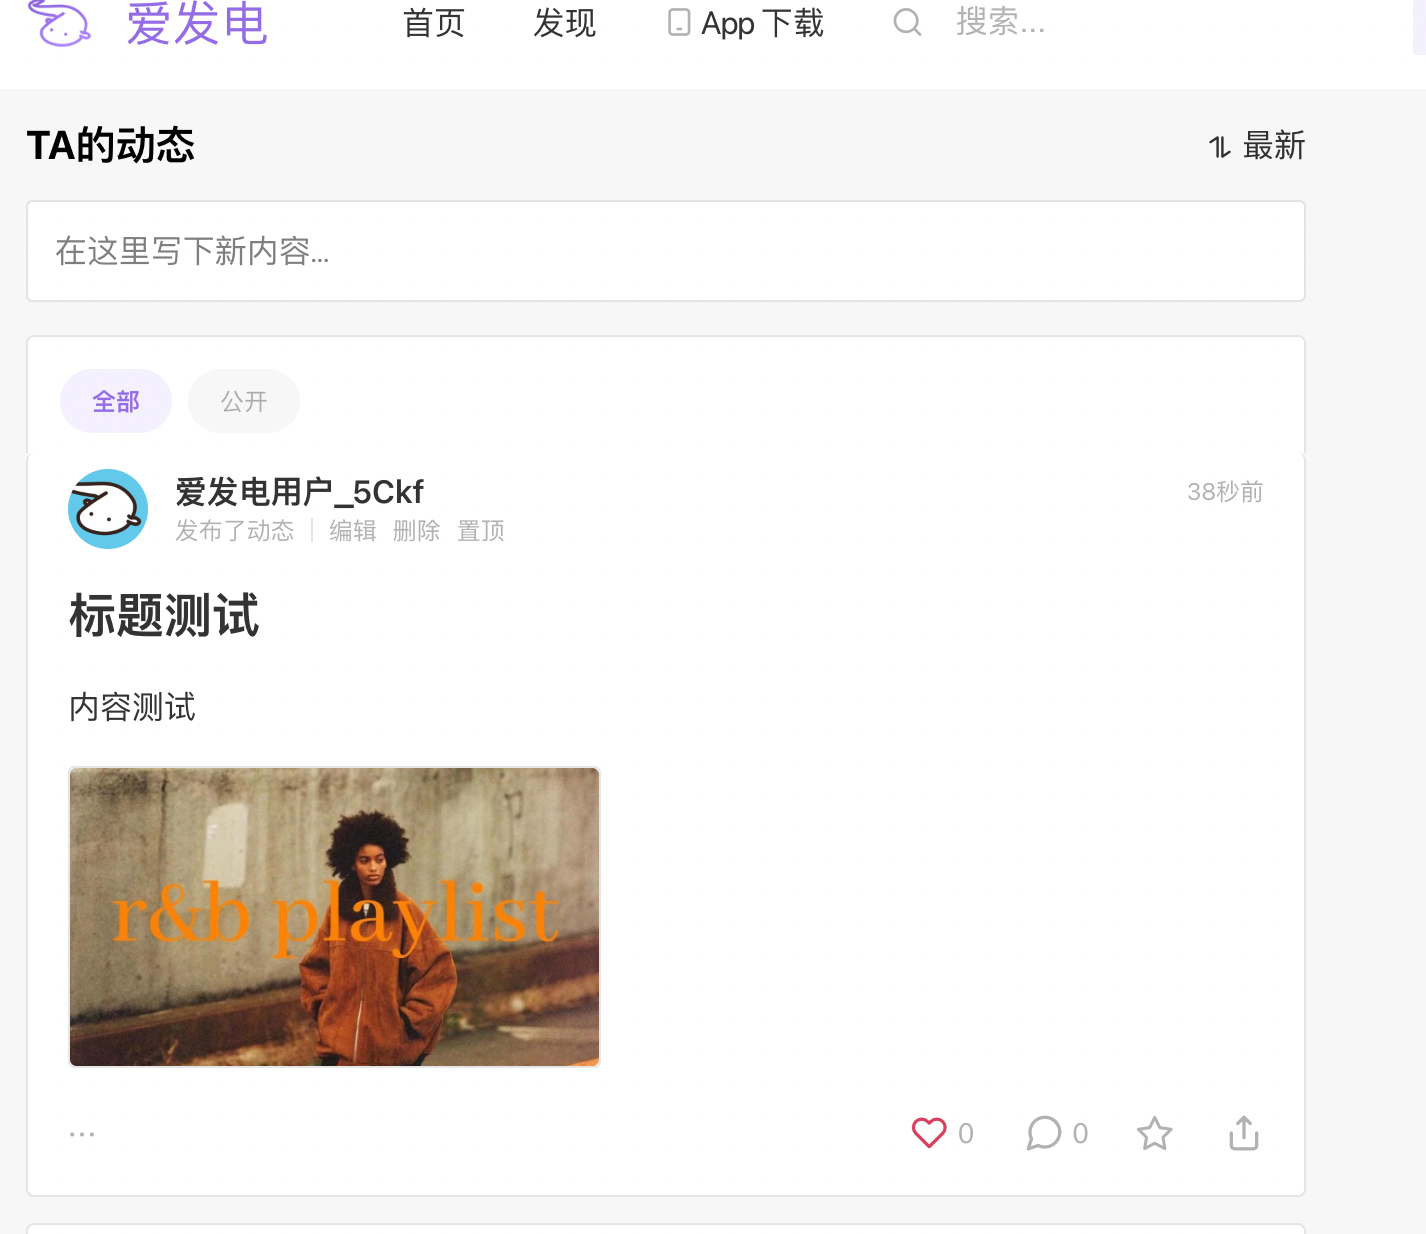 爱发电 首页 发现 App 下载 搜索...
TA的动态 最新
在这里写下新内容...
全部 公开
爱发电用户_5Ckf 38秒前
发布了动态 编辑 删除 置顶
标题测试
内容测试
r&b playlist
... 0 0